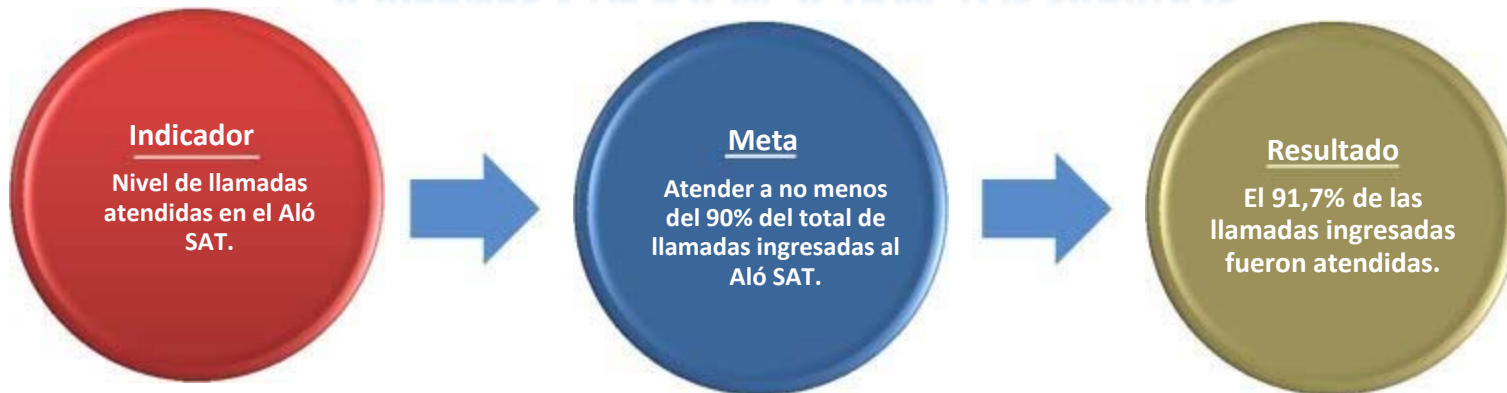 Indicador
Nivel de llamadas
atendidas en el Aló
SAT.
Meta
Atender a no menos
del 90% del total de
llamadas ingresadas al
Aló SAT.
Resultado
El 91,7% de las
llamadas ingresadas
fueron atendidas.